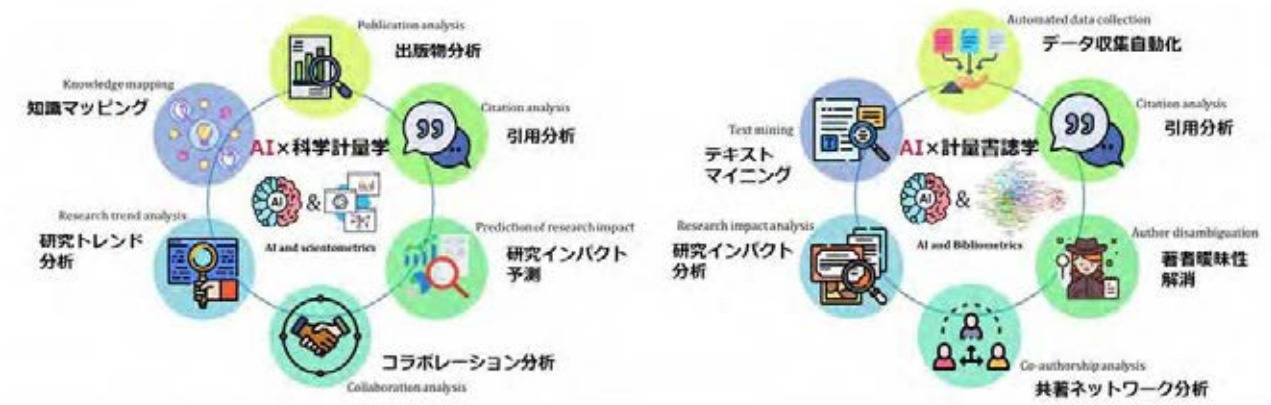 Publication analysis
出版物分析
Knowledge mapping
知識マッピング
Citation analysis
引用分析
AI×科学計量学
AI
&
AI and scientometrics
Research trend analysis
研究トレンド
分析
Prediction of research impact
研究インパクト
予測
コラボレーション分析
Collaboration analysis
Automated data collection
データ収集自動化
Text mining
テキスト
マイニング
Citation analysis
引用分析
AI×計量書誌学
AI
&
AI and Bibliometrics
Research impact analysis
研究インパクト
分析
Author disambiguation
著者曖昧性
解消
Co-authorship analysis
共著ネットワーク分析